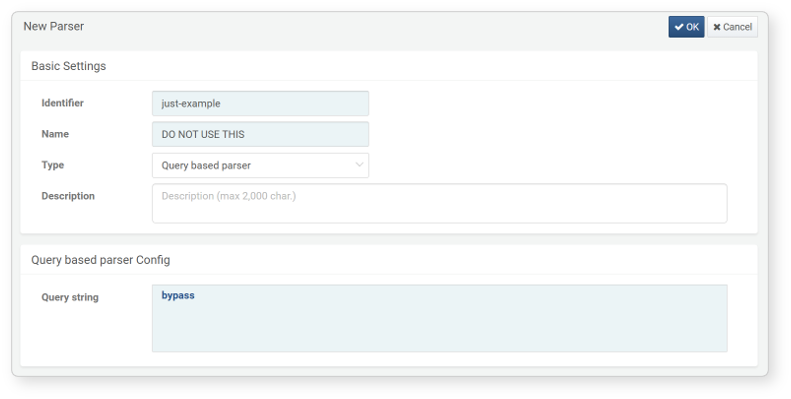 New Parser
OK
Cancel
Basic Settings
Identifier
just-example
Name
DO NOT USE THIS
Type
Query based parser
Description
Description (max 2,000 char.)
Query based parser Config
Query string
bypass